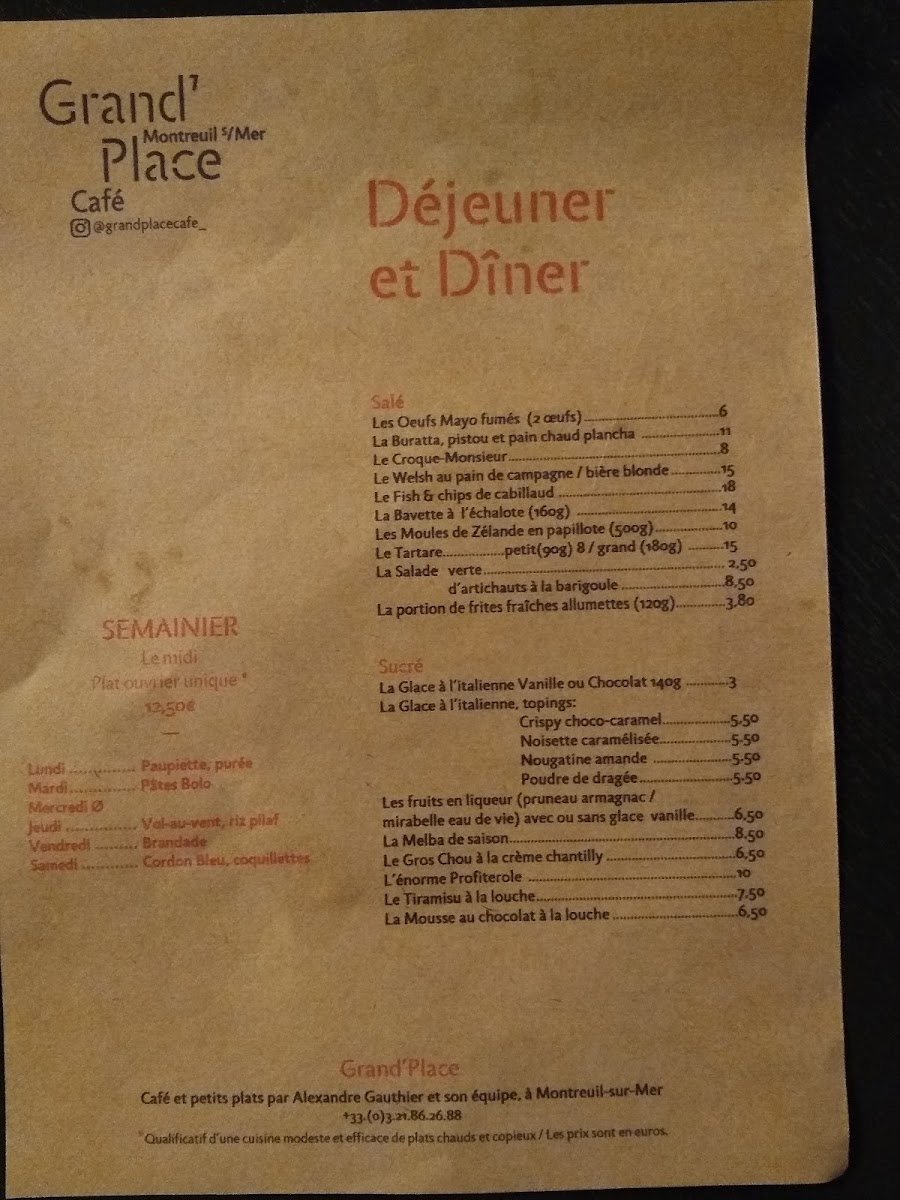 Grand'
Montreuil s/Mer
Place
Café
@grandplacecafe_
Déjeuner
et Dîner
Salé
Les Oeufs Mayo fumés (2 œufs)..............................6
La Buratta, pistou et pain chaud plancha ....................11
Le Croque-Monsieur..............................8
Le Welsh au pain de campagne / bière blonde............15
Le Fish & chips de cabillaud ..............................18
La Bavette à l'échalote (160g) ..............................14
Les Moules de Zélande en papillote (500g)................10
Le Tartare...............petit(90g) 8 / grand (180g) .........15
La Salade verte..............................2,50
d'artichauts à la barigoule .........................8,50
La portion de frites fraîches allumettes (120g)............3,80
SEMAINIER
Le midi
Plat ouvrier unique *
12,50€
Lundi ............... Paupiette, purée
Mardi............... Pâtes Bolo
Mercredi Ø
Jeudi ............... Vol-au-vent, riz pilaf
Vendredi ......... Brandade
Samedi ............ Cordon Bleu, coquillettes
Sucré
La Glace à l'italienne Vanille ou Chocolat 140g ..........3
La Glace à l'italienne, topings:
Crispy choco-caramel................5.50
Noisette caramélisée.................5.50
Nougatine amande ..................5.50
Poudre de dragée......................5.50
Les fruits en liqueur (pruneau armagnac /
mirabelle eau de vie) avec ou sans glace vanille.........6,50
La Melba de saison..............................8,50
Le Gros Chou à la crème chantilly ..............................6,50
L'énorme Profiterole ..............................10
Le Tiramisu à la louche..............................7,50
La Mousse au chocolat à la louche ..............................6,50
Grand'Place
Café et petits plats par Alexandre Gauthier et son équipe, à Montreuil-sur-Mer
+33.(0)3.21.86.26.88
*Qualificatif d'une cuisine modeste et efficace de plats chauds et copieux / Les prix sont en euros.